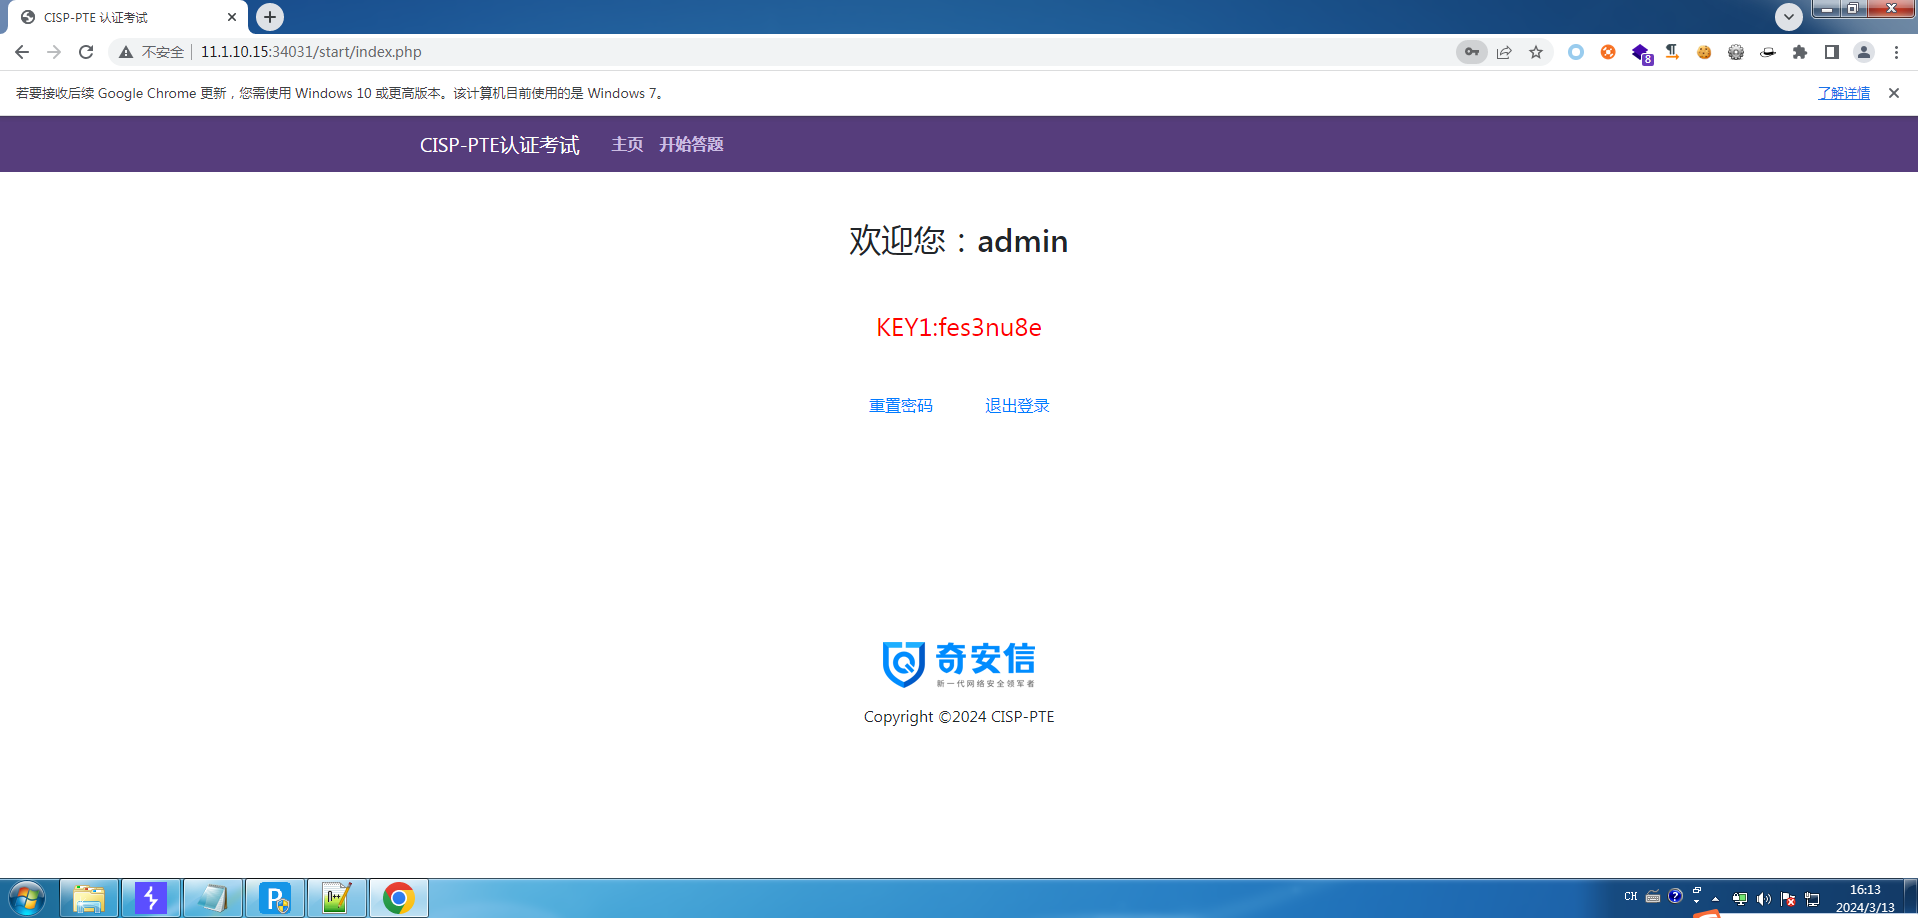 CISP-PTE 认证考试
不安全 11.1.10.15:34031/start/index.php
8
若要接收后续 Google Chrome 更新，您需使用 Windows 10 或更高版本。该计算机目前使用的是 Windows 7。 了解详情
CISP-PTE认证考试 主页 开始答题
欢迎您：admin
KEY1:fes3nu8e
重置密码 退出登录
奇安信
新一代网络安全领军者
Copyright ©2024 CISP-PTE
CH 16:13
2024/3/13